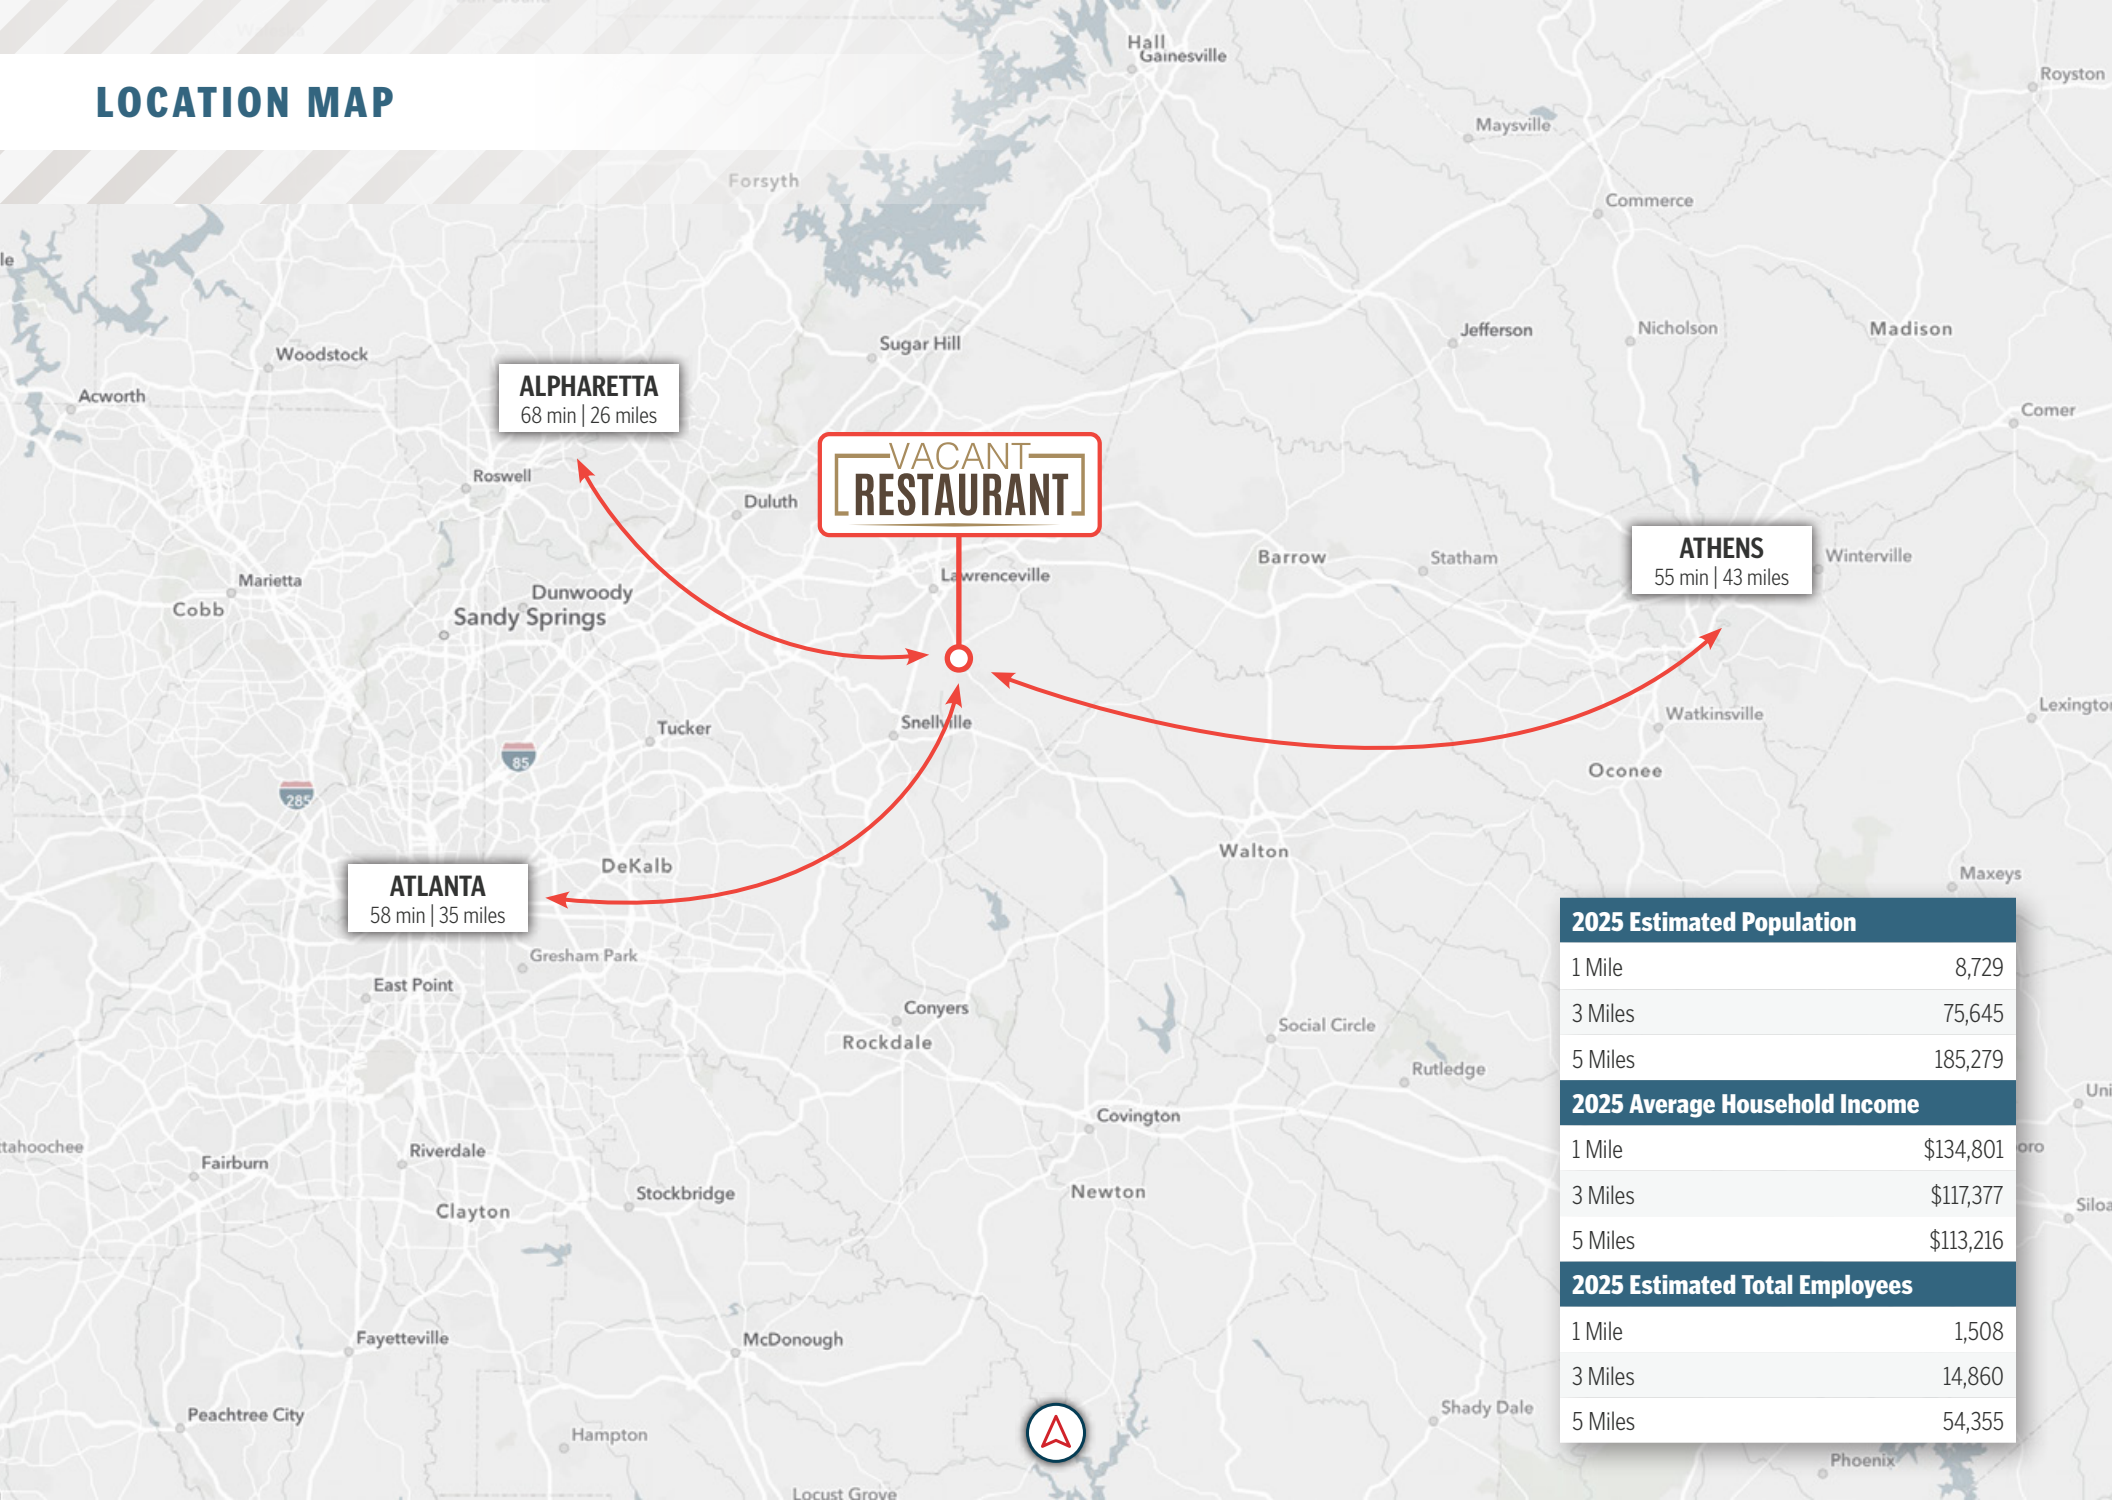 LOCATION MAP
Hall
Gainesville
Royston
Maysville
Forsyth
Commerce
le
Woodstock
Acworth
ALPHARETTA
68 min | 26 miles
Sugar Hill
Jefferson
Nicholson
Madison
Comer
Roswell
Duluth
VACANT
RESTAURANT
Lawrenceville
Barrow
Statham
ATHENS
55 min | 43 miles
Winterville
Marietta
Cobb
Dunwoody
Sandy Springs
Tucker
Snellville
Watkinsville
Lexingto
Oconee
85
285
DeKalb
Walton
Maxeys
ATLANTA
58 min | 35 miles
Gresham Park
East Point
Conyers
Rockdale
Social Circle
Rutledge
Covington
Uni
tahoochee
Fairburn
Riverdale
Clayton
Stockbridge
Newton
oro
Siloa
Fayetteville
McDonough
Peachtree City
Hampton
Shady Dale
Phoenix
Locust Grove
2025 Estimated Population
1 Mile 8,729
3 Miles 75,645
5 Miles 185,279
2025 Average Household Income
1 Mile $134,801
3 Miles $117,377
5 Miles $113,216
2025 Estimated Total Employees
1 Mile 1,508
3 Miles 14,860
5 Miles 54,355